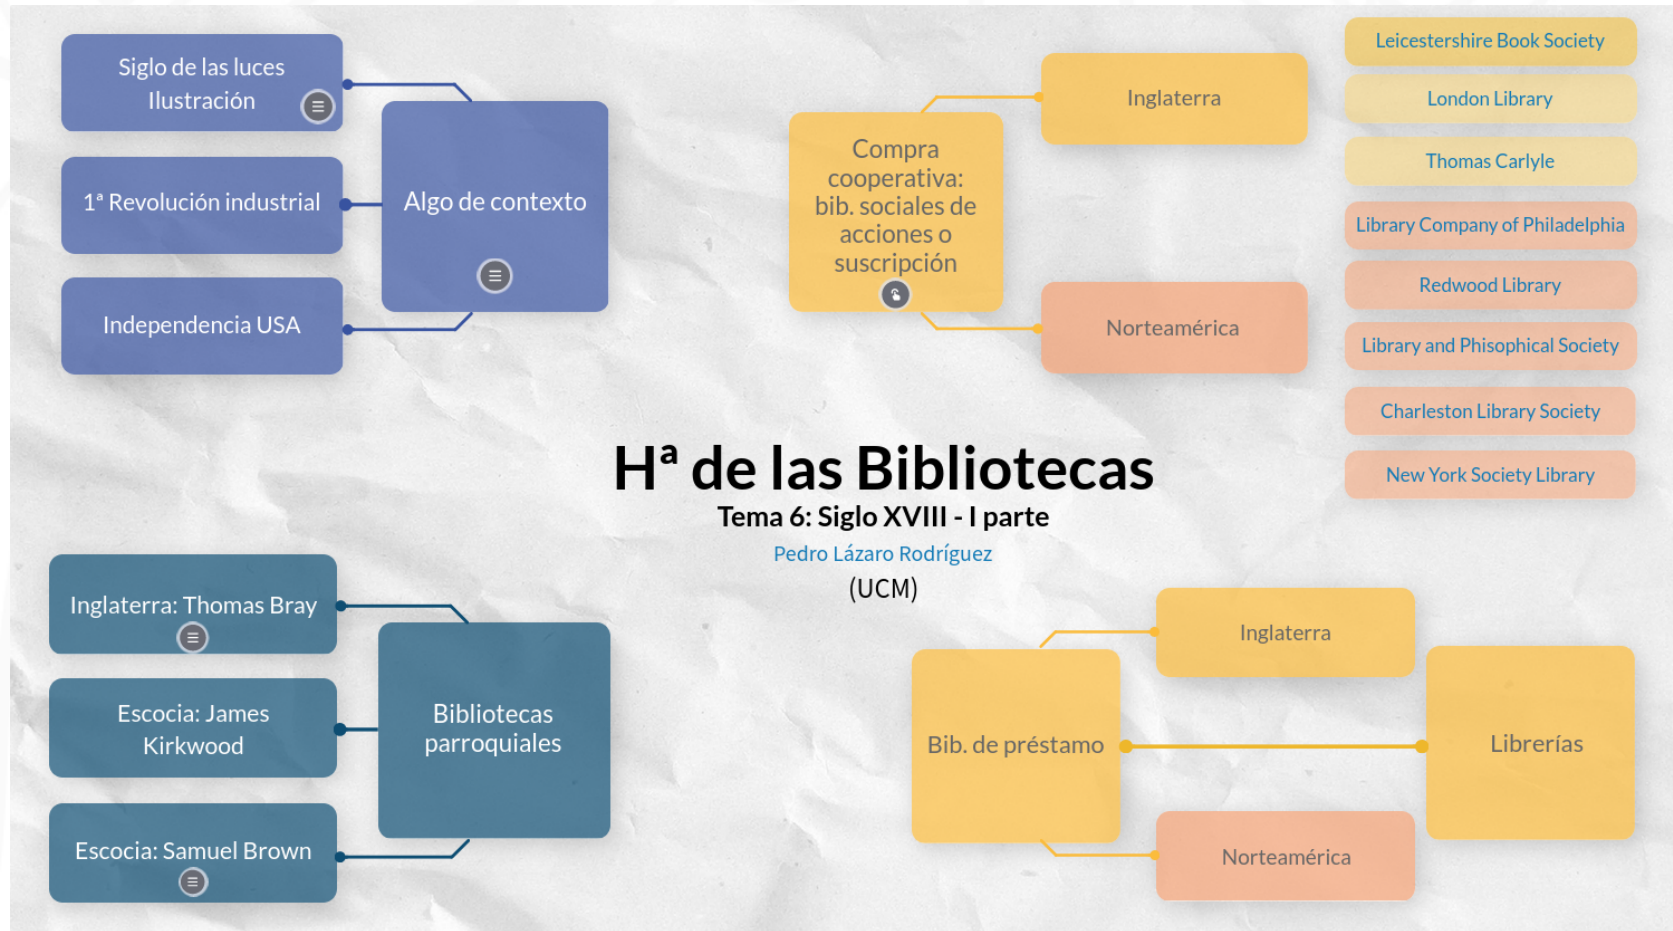 Siglo de las luces
Ilustración
1ª Revolución industrial
Independencia USA
Algo de contexto
Compra
cooperativa:
bib. sociales de
acciones o
suscripción
Inglaterra
Norteamérica
Leicestershire Book Society
London Library
Thomas Carlyle
Library Company of Philadelphia
Redwood Library
Library and Phisophical Society
Charleston Library Society
New York Society Library
Hª de las Bibliotecas
Tema 6: Siglo XVIII - I parte
Pedro Lázaro Rodríguez
(UCM)
Inglaterra: Thomas Bray
Escocia: James
Kirkwood
Escocia: Samuel Brown
Bibliotecas
parroquiales
Bib. de préstamo
Inglaterra
Norteamérica
Librerías